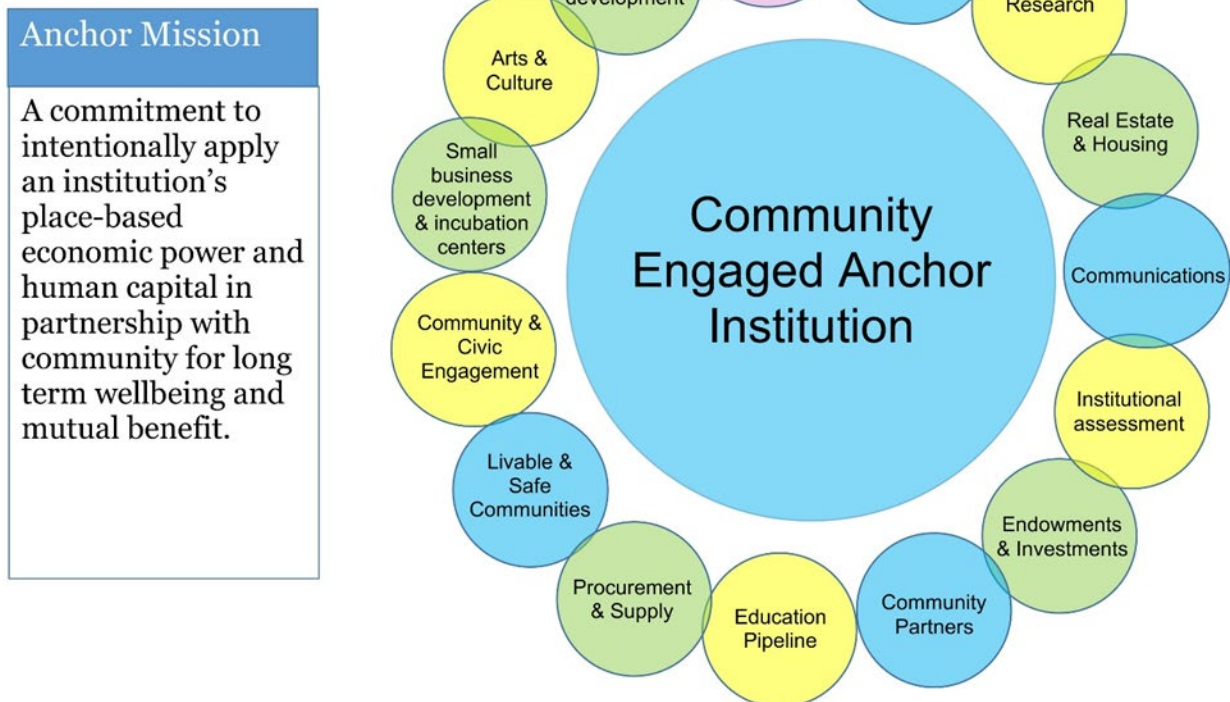 Anchor Mission
A commitment to
intentionally apply
an institution's
place-based
economic power and
human capital in
partnership with
community for long
term wellbeing and
mutual benefit.
development
Research
Arts &
Culture
Real Estate
& Housing
Small
business
development
& incubation
centers
Community
Engaged Anchor
Institution
Communications
Community &
Civic
Engagement
Institutional
assessment
Livable &
Safe
Communities
Endowments
& Investments
Procurement
& Supply
Education
Pipeline
Community
Partners